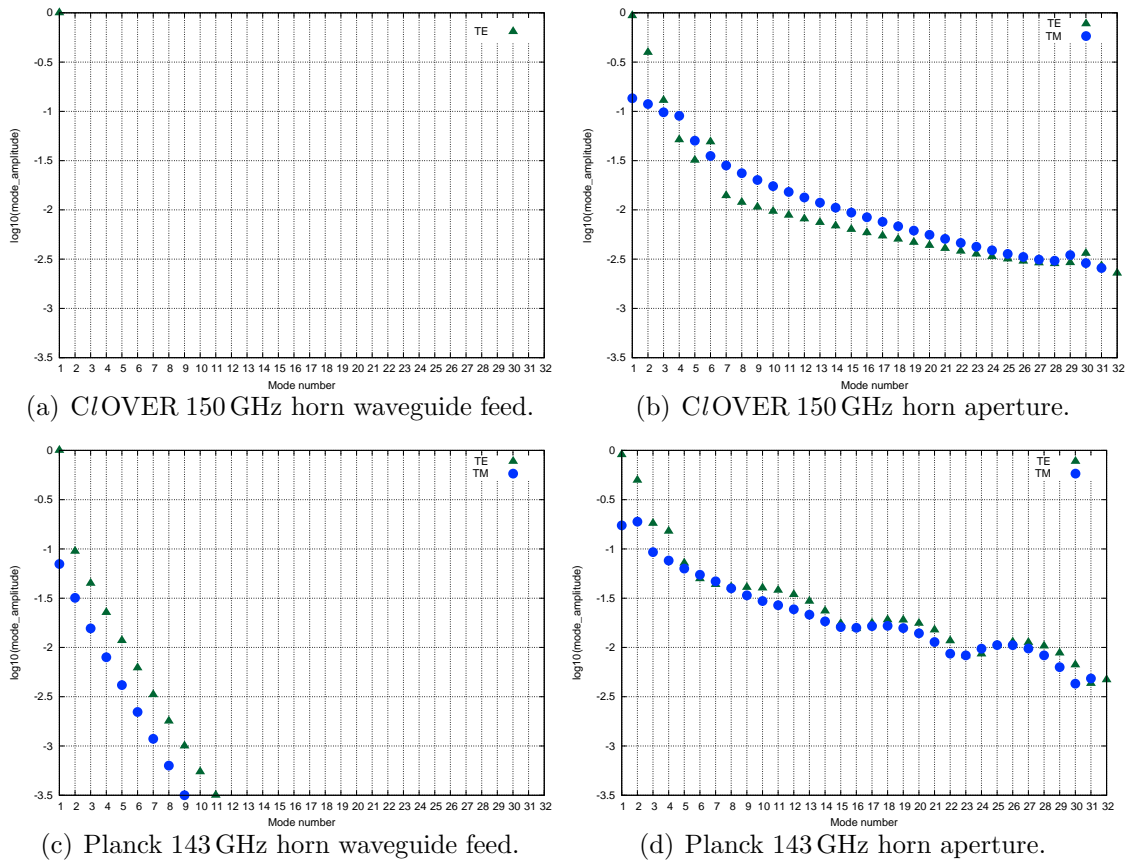 0
-0.5
-1
-1.5
-2
-2.5
-3
-3.5
log10(mode_amplitude)
TE
1 2 3 4 5 6 7 8 9 10 11 12 13 14 15 16 17 18 19 20 21 22 23 24 25 26 27 28 29 30 31 32
Mode number
(a) ClOVER 150 GHz horn waveguide feed.
0
-0.5
-1
-1.5
-2
-2.5
-3
-3.5
log10(mode_amplitude)
TE
TM
1 2 3 4 5 6 7 8 9 10 11 12 13 14 15 16 17 18 19 20 21 22 23 24 25 26 27 28 29 30 31 32
Mode number
(b) ClOVER 150 GHz horn aperture.
0
-0.5
-1
-1.5
-2
-2.5
-3
-3.5
log10(mode_amplitude)
TE
TM
1 2 3 4 5 6 7 8 9 10 11 12 13 14 15 16 17 18 19 20 21 22 23 24 25 26 27 28 29 30 31 32
Mode number
(c) Planck 143 GHz horn waveguide feed.
0
-0.5
-1
-1.5
-2
-2.5
-3
-3.5
log10(mode_amplitude)
TE
TM
1 2 3 4 5 6 7 8 9 10 11 12 13 14 15 16 17 18 19 20 21 22 23 24 25 26 27 28 29 30 31 32
Mode number
(d) Planck 143 GHz horn aperture.